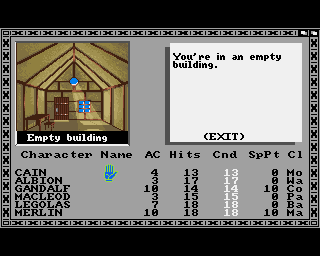 You're in an empty
building.
(EXIT)
Empty building
Character Name AC Hits Cnd SpPt Cl
CAIN 4 13 13 0 Mo
ALBION 3 17 17 0 Wa
GANDALF 10 14 14 10 Co
MACLEOD 3 15 15 0 Pa
LEGOLAS 7 18 18 0 Ba
MERLIN 10 18 18 10 Ma